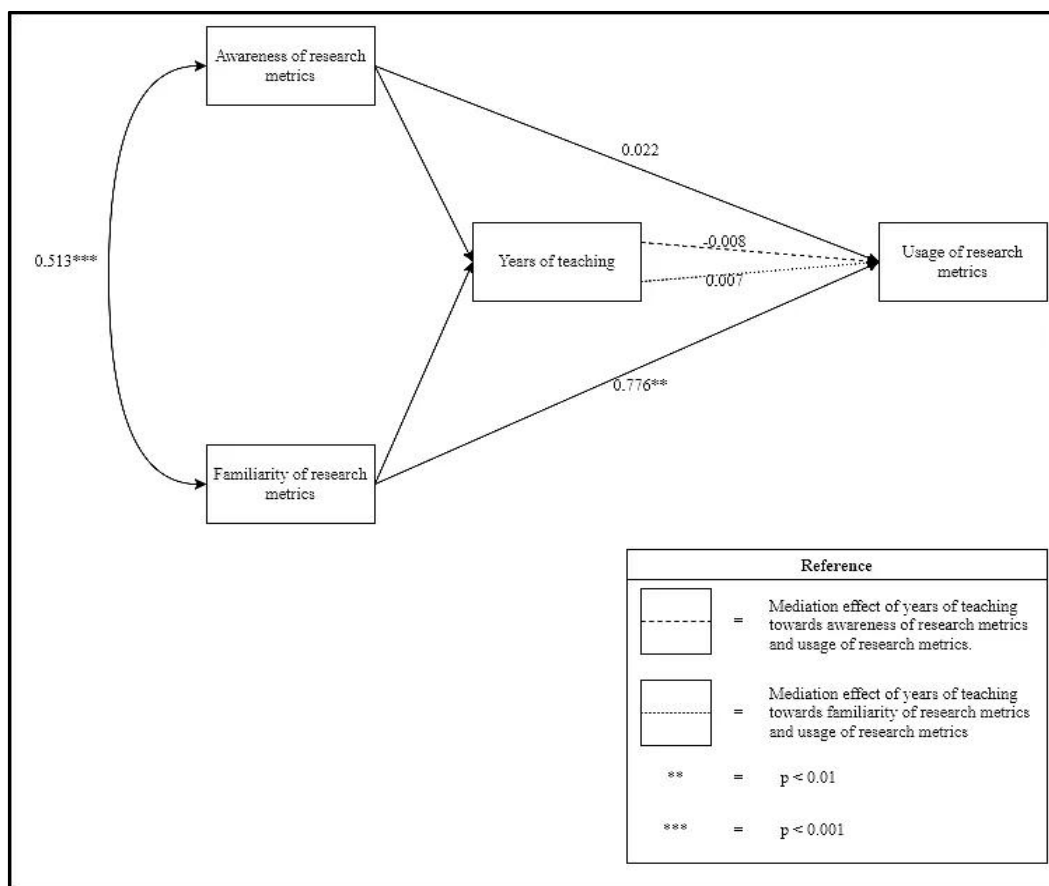 Awareness of research
metrics
0.022
Years of teaching
-0.008
0.007
Usage of research
metrics
0.513***
0.776**
Familiarity of research
metrics
Reference
= Mediation effect of years of teaching
towards awareness of research metrics
and usage of research metrics.
= Mediation effect of years of teaching
towards familiarity of research metrics
and usage of research metrics
** = p < 0.01
*** = p < 0.001